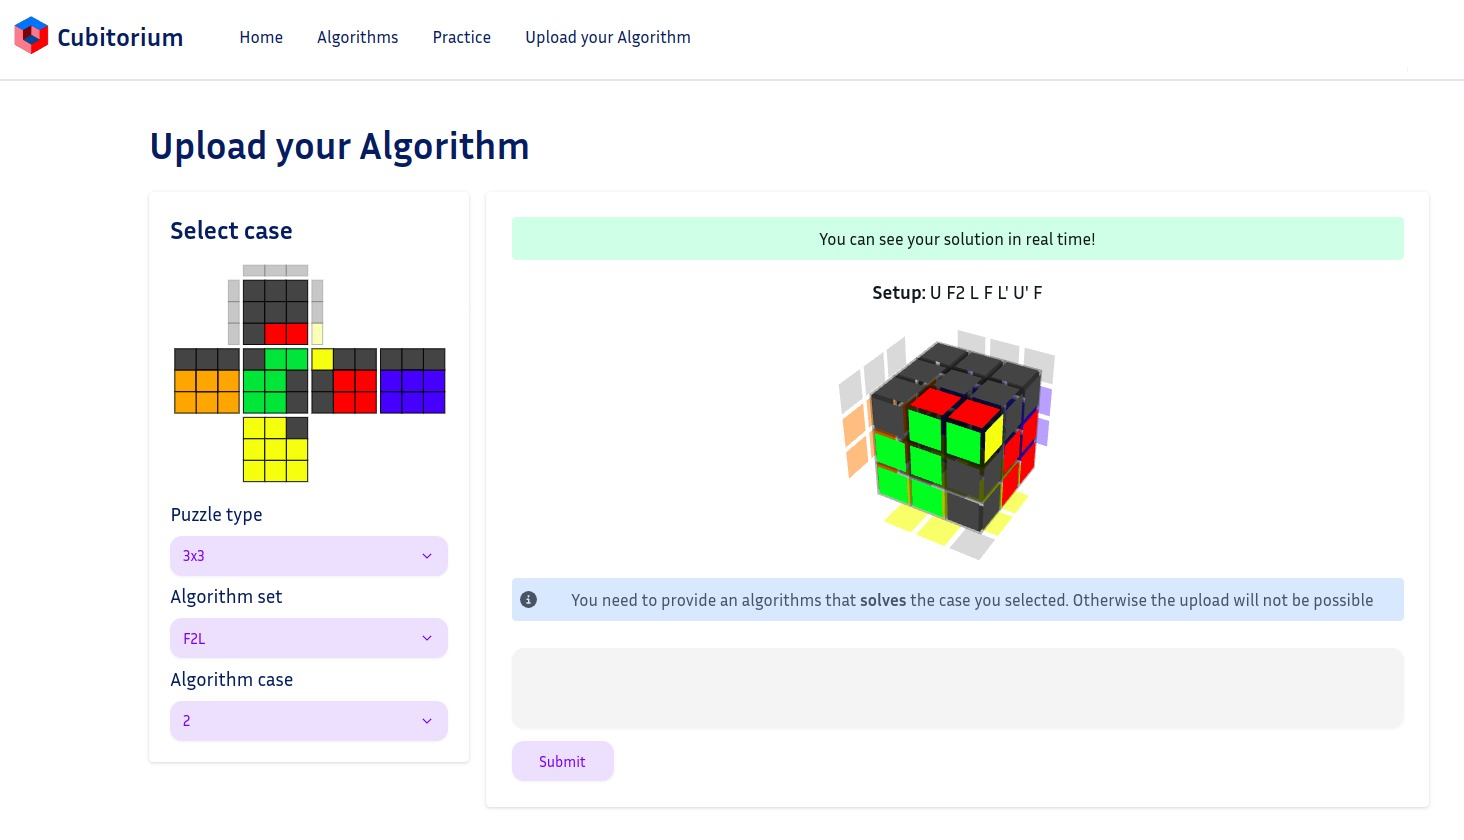 Cubitorium
Home Algorithms Practice Upload your Algorithm
Upload your Algorithm
Select case
Puzzle type
3x3
Algorithm set
F2L
Algorithm case
2
You can see your solution in real time!
Setup: U F2 L F L' U' F
You need to provide an algorithms that solves the case you selected. Otherwise the upload will not be possible
Submit